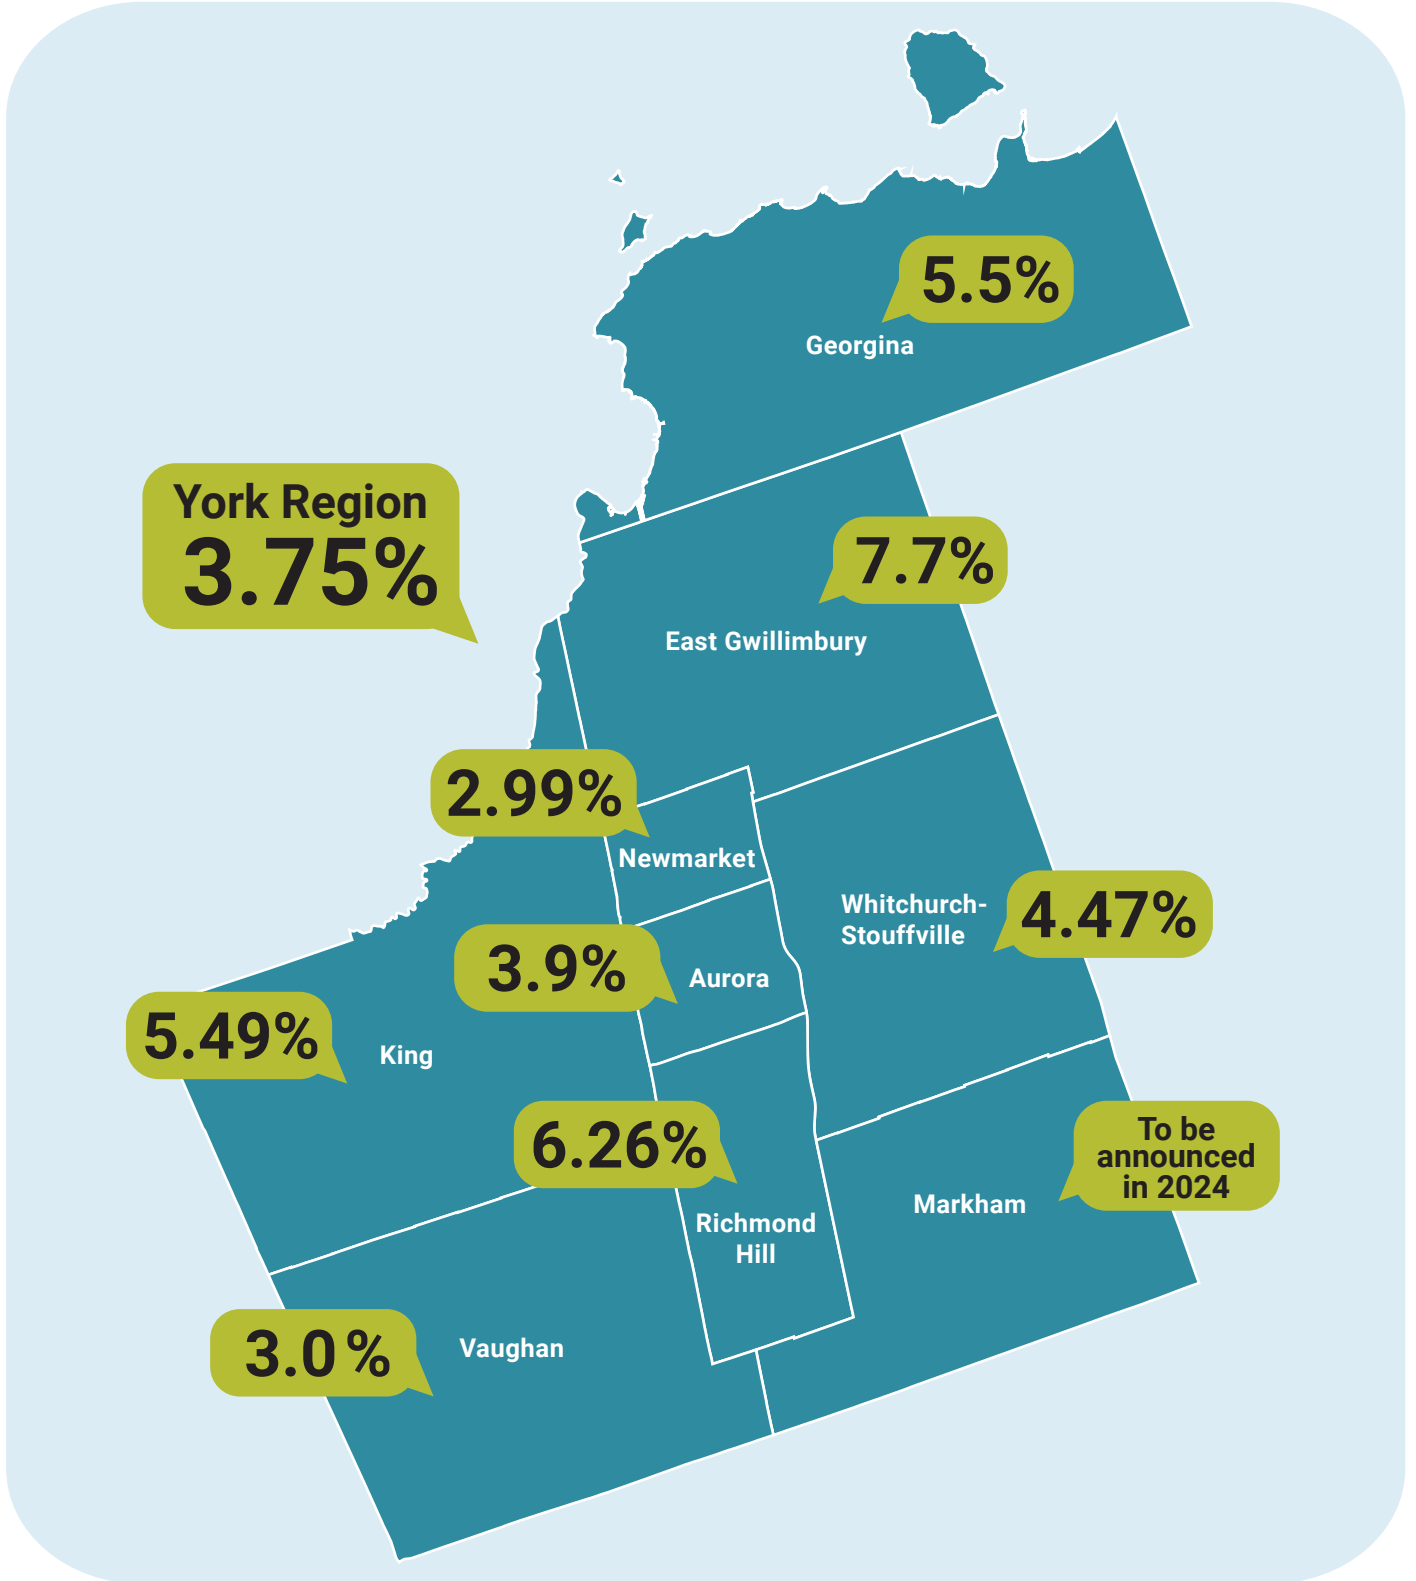 5.5%
Georgina
York Region
3.75%
7.7%
East Gwillimbury
2.99%
Newmarket
Whitchurch-
Stouffville
4.47%
3.9%
Aurora
5.49%
King
6.26%
Richmond
Hill
To be
announced
in 2024
Markham
3.0%
Vaughan